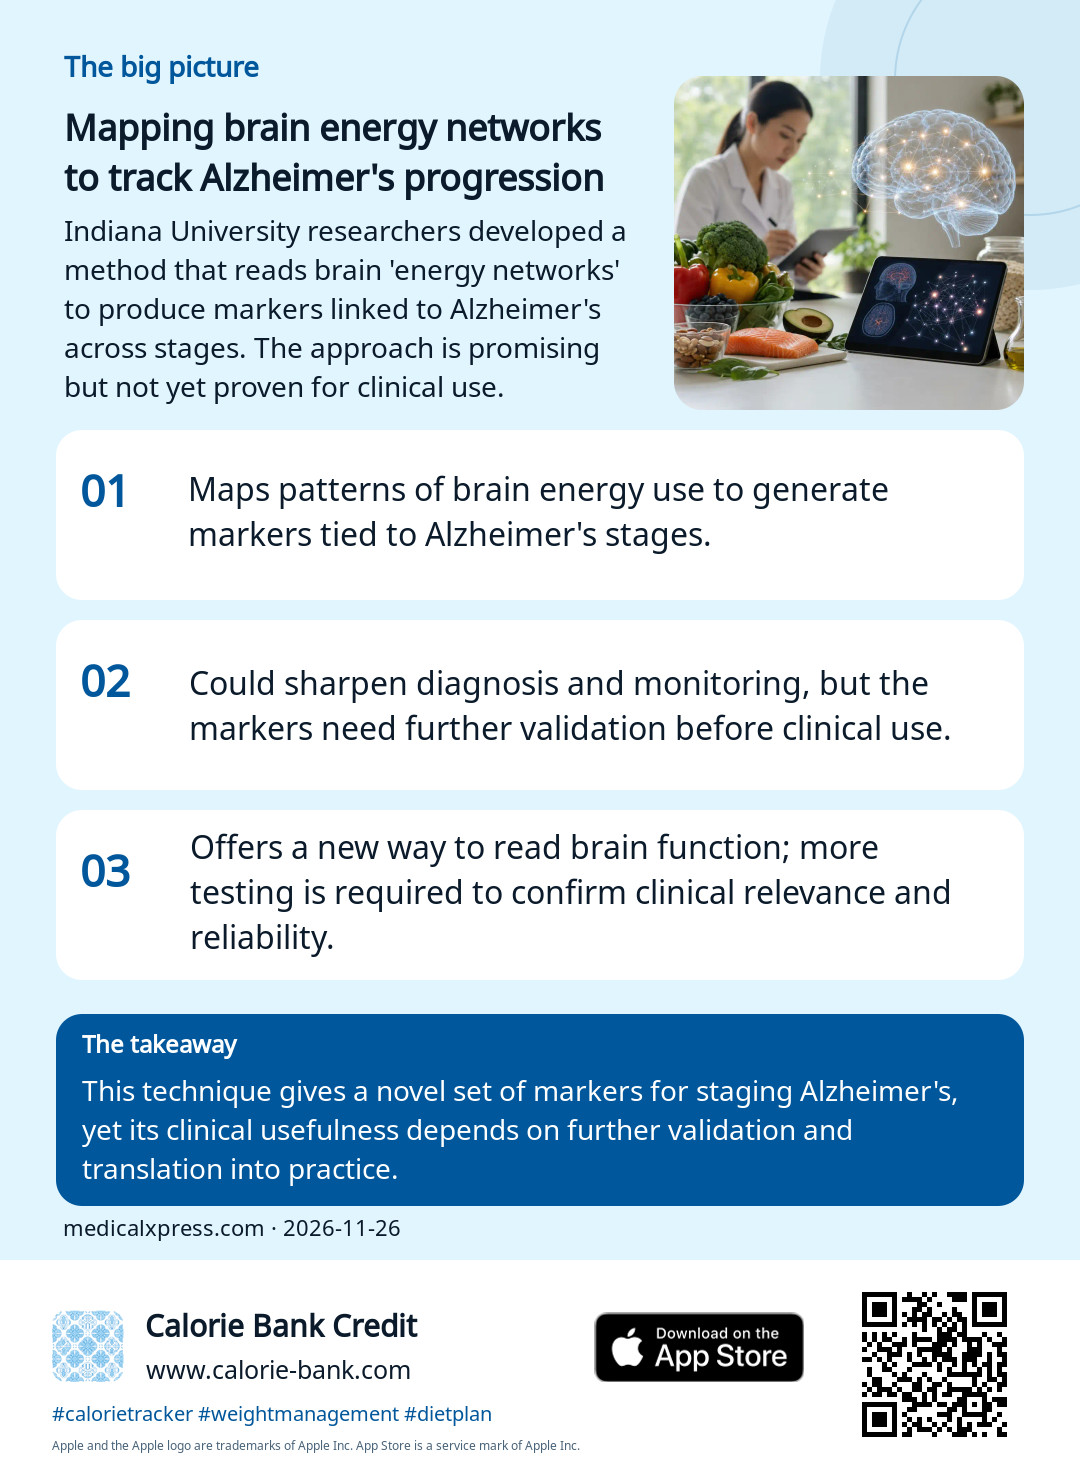 The big picture
Mapping brain energy networks
to track Alzheimer's progression
Indiana University researchers developed a
method that reads brain 'energy networks'
to produce markers linked to Alzheimer's
across stages. The approach is promising
but not yet proven for clinical use.
01
Maps patterns of brain energy use to generate
markers tied to Alzheimer's stages.
02
Could sharpen diagnosis and monitoring, but the
markers need further validation before clinical use.
03
Offers a new way to read brain function; more
testing is required to confirm clinical relevance and
reliability.
The takeaway
This technique gives a novel set of markers for staging Alzheimer's,
yet its clinical usefulness depends on further validation and
translation into practice.
medicalxpress.com · 2026-11-26
Calorie Bank Credit
www.calorie-bank.com
Download on the
App Store
#calorietracker #weightmanagement #dietplan
Apple and the Apple logo are trademarks of Apple Inc. App Store is a service mark of Apple Inc.